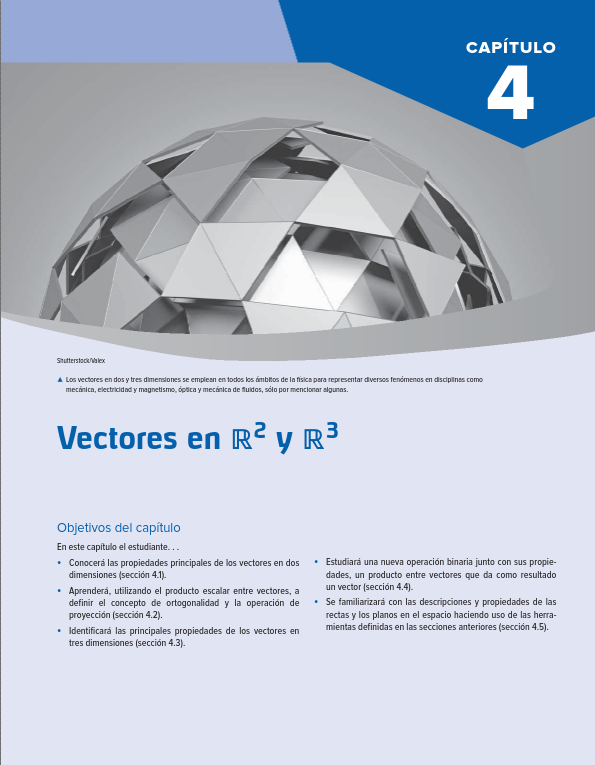 CAPÍTULO
4
Shutterstock/Valex
▲ Los vectores en dos y tres dimensiones se emplean en todos los ámbitos de la física para representar diversos fenómenos en disciplinas como
mecánica, electricidad y magnetismo, óptica y mecánica de fluidos, sólo por mencionar algunas.
Vectores en ℝ² y ℝ³
Objetivos del capítulo
En este capítulo el estudiante. . .
• Conocerá las propiedades principales de los vectores en dos
dimensiones (sección 4.1).
• Aprenderá, utilizando el producto escalar entre vectores, a
definir el concepto de ortogonalidad y la operación de
proyección (sección 4.2).
• Identificará las principales propiedades de los vectores en
tres dimensiones (sección 4.3).
• Estudiará una nueva operación binaria junto con sus propie-
dades, un producto entre vectores que da como resultado
un vector (sección 4.4).
• Se familiarizará con las descripciones y propiedades de las
rectas y los planos en el espacio haciendo uso de las herra-
mientas definidas en las secciones anteriores (sección 4.5).